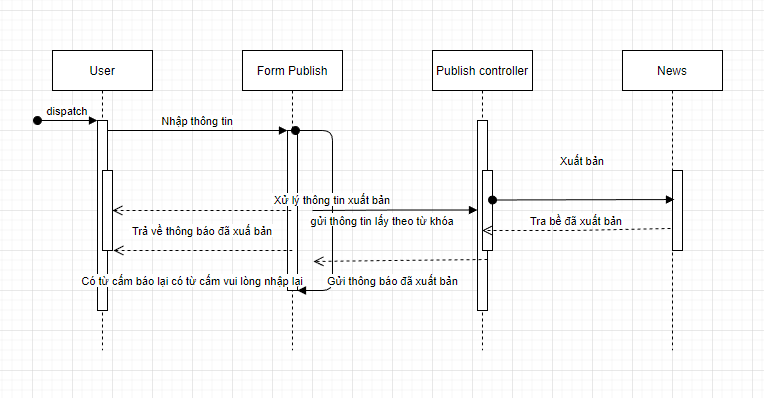 User
Form Publish
Publish controller
News
dispatch
Nhập thông tin
Xuất bản
Xử lý thông tin xuất bản
gửi thông tin lấy theo từ khóa
Tra bề đã xuất bản
Trả về thông báo đã xuấ bản
Có từ cấm báo lại có từ cấm vui lòng nhập lại
Gửi thông báo đã xuất bản